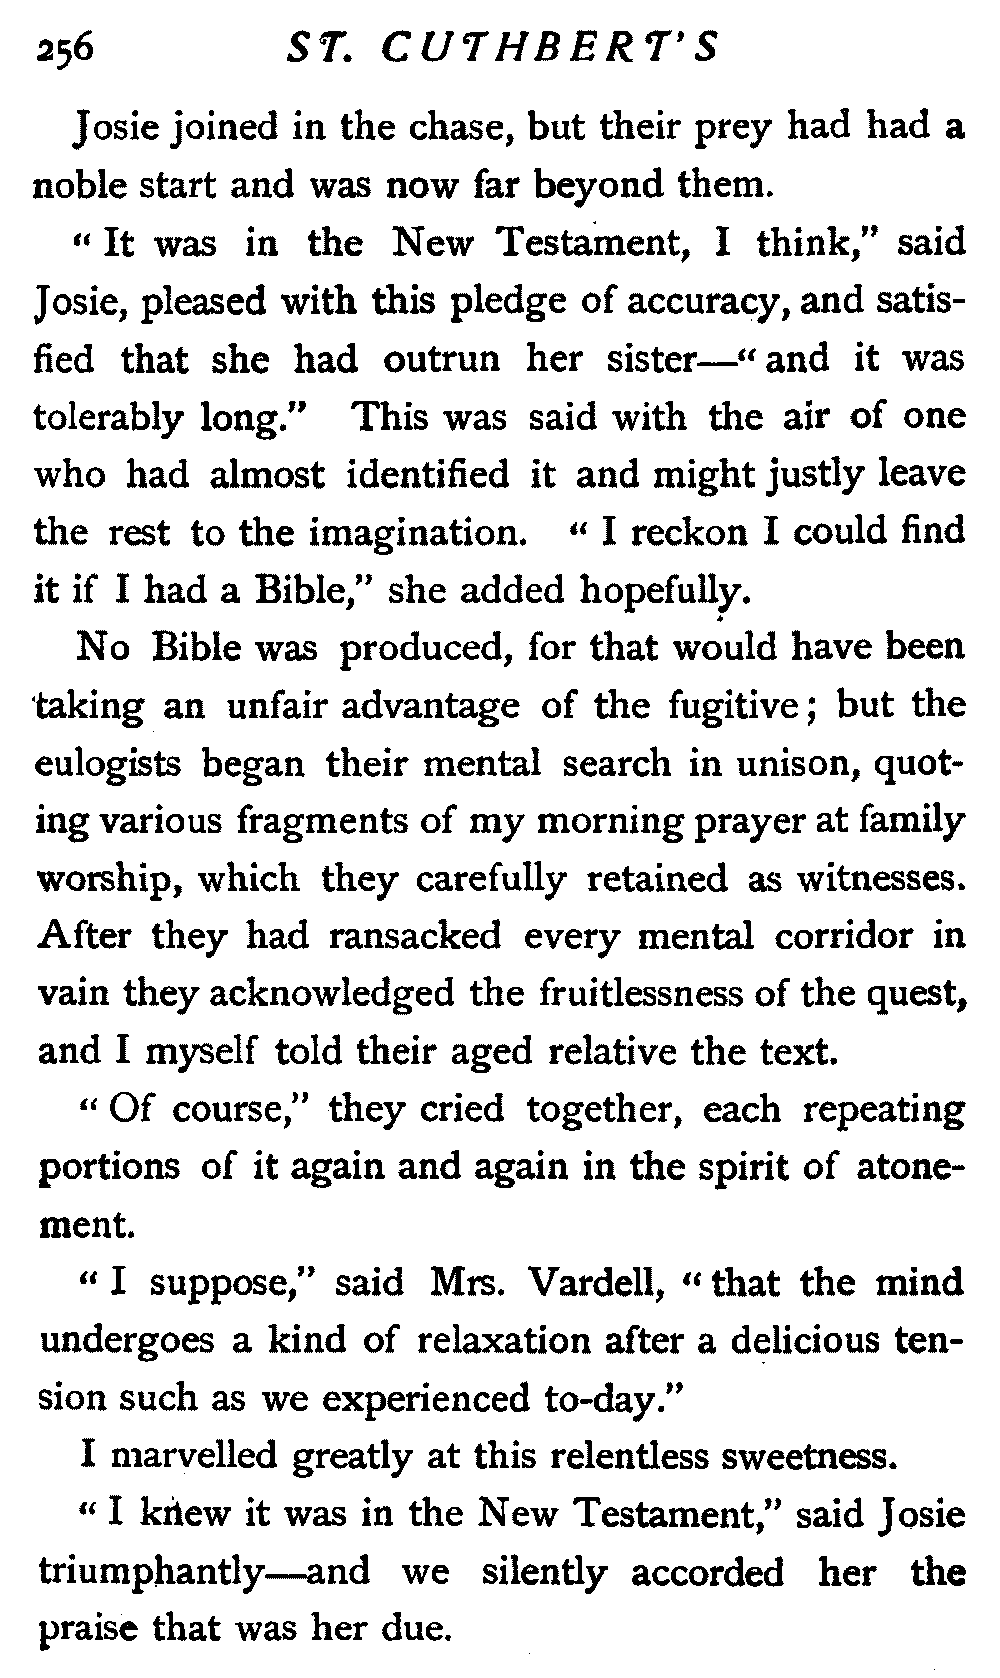 256 ST. CUTHBERT'S
Josie joined in the chase, but their prey had had a
noble start and was now far beyond them.
“ It was in the New Testament, I think,” said
Josie, pleased with this pledge of accuracy, and satis-
fied that she had outrun her sister—“ and it was
tolerably long.” This was said with the air of one
who had almost identified it and might justly leave
the rest to the imagination. “ I reckon I could find
it if I had a Bible,” she added hopefully.
No Bible was produced, for that would have been
taking an unfair advantage of the fugitive; but the
eulogists began their mental search in unison, quot-
ing various fragments of my morning prayer at family
worship, which they carefully retained as witnesses.
After they had ransacked every mental corridor in
vain they acknowledged the fruitlessness of the quest,
and I myself told their aged relative the text.
“ Of course,” they cried together, each repeating
portions of it again and again in the spirit of atone-
ment.
“ I suppose,” said Mrs. Vardell, “ that the mind
undergoes a kind of relaxation after a delicious ten-
sion such as we experienced to-day.”
I marvelled greatly at this relentless sweetness.
“ I knew it was in the New Testament,” said Josie
triumphantly—and we silently accorded her the
praise that was her due.